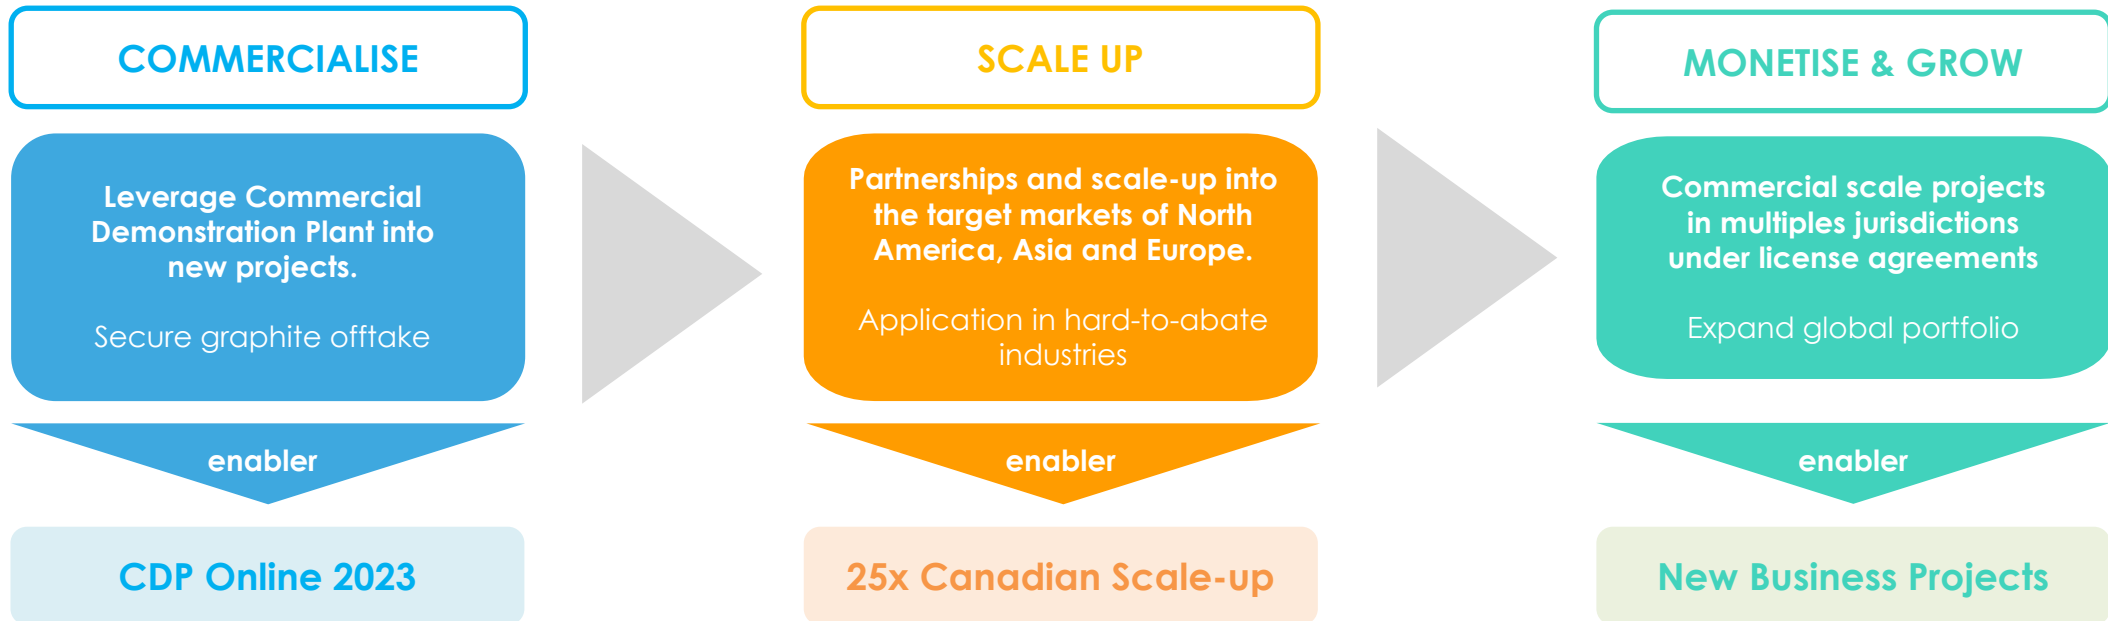 COMMERCIALISE
Leverage Commercial
Demonstration Plant into
new projects.
Secure graphite offtake
enabler
CDP Online 2023
SCALE UP
Partnerships and scale-up into
the target markets of North
America, Asia and Europe.
Application in hard-to-abate
industries
enabler
25x Canadian Scale-up
MONETISE & GROW
Commercial scale projects
in multiples jurisdictions
under license agreements
Expand global portfolio
enabler
New Business Projects